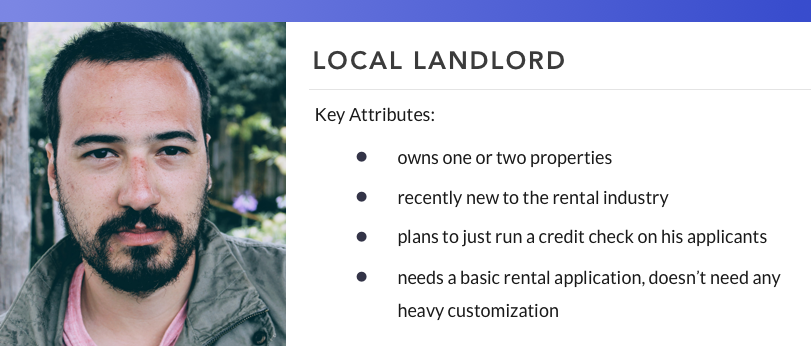 LOCAL LANDLORD
Key Attributes:
● owns one or two properties
● recently new to the rental industry
● plans to just run a credit check on his applicants
● needs a basic rental application, doesn’t need any
heavy customization